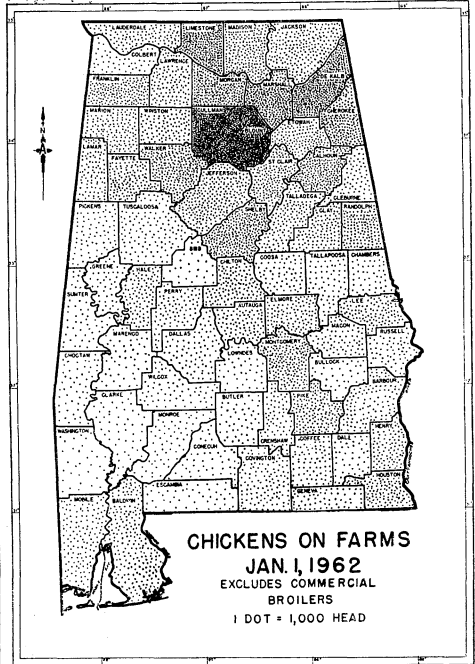 LAUDERDALE
LIMESTONE
MADISON
JACKSON
COLBERT
LAWRENCE
FRANKLIN
MORGAN
MARSHALL
DE KALB
MARION
WINSTON
CULLMAN
CHEROKEE
LAMAR
FAYETTE
WALKER
ST CLAIR
CALHOUN
JEFFERSON
CLEBURNE
PICKENS
TUSCALOOSA
SHELBY
TALLADEGA
CLAY
RANDOLPH
BIBB
GREENE
HALE
CHILTON
COOSA
TALLAPOOSA
CHAMBERS
SUMTER
PERRY
AUTAUGA
ELMORE
LEE
MARENGO
DALLAS
MACON
RUSSELL
CHOCTAW
LOWNDES
MONTGOMERY
BULLOCK
WILCOX
BARBOUR
CLARKE
BUTLER
PIKE
MONROE
WASHINGTON
CRENSHAW
COFFEE
DALE
HENRY
CONECUH
COVINGTON
HOUSTON
ESCAMBIA
GENEVA
MOBILE
BALDWIN
N
CHICKENS ON FARMS
JAN. 1, 1962
EXCLUDES COMMERCIAL
BROILERS
1 DOT = 1,000 HEAD